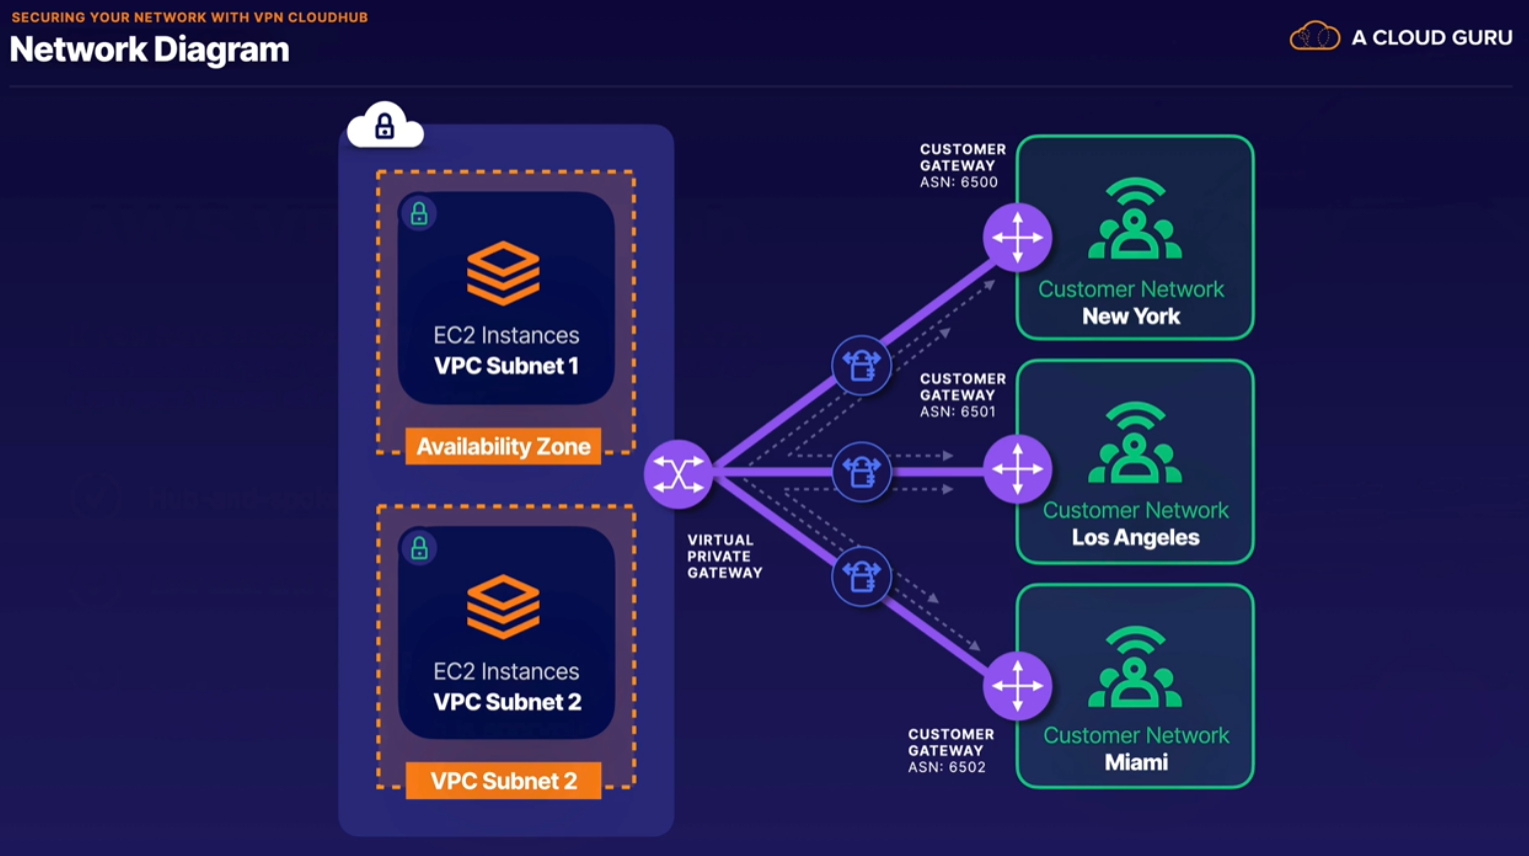 SECURING YOUR NETWORK WITH VPN CLOUDHUB
Network Diagram
A CLOUD GURU
EC2 Instances
VPC Subnet 1
Availability Zone
EC2 Instances
VPC Subnet 2
VPC Subnet 2
VIRTUAL
PRIVATE
GATEWAY
CUSTOMER
GATEWAY
ASN: 6500
Customer Network
New York
CUSTOMER
GATEWAY
ASN: 6501
Customer Network
Los Angeles
CUSTOMER
GATEWAY
ASN: 6502
Customer Network
Miami